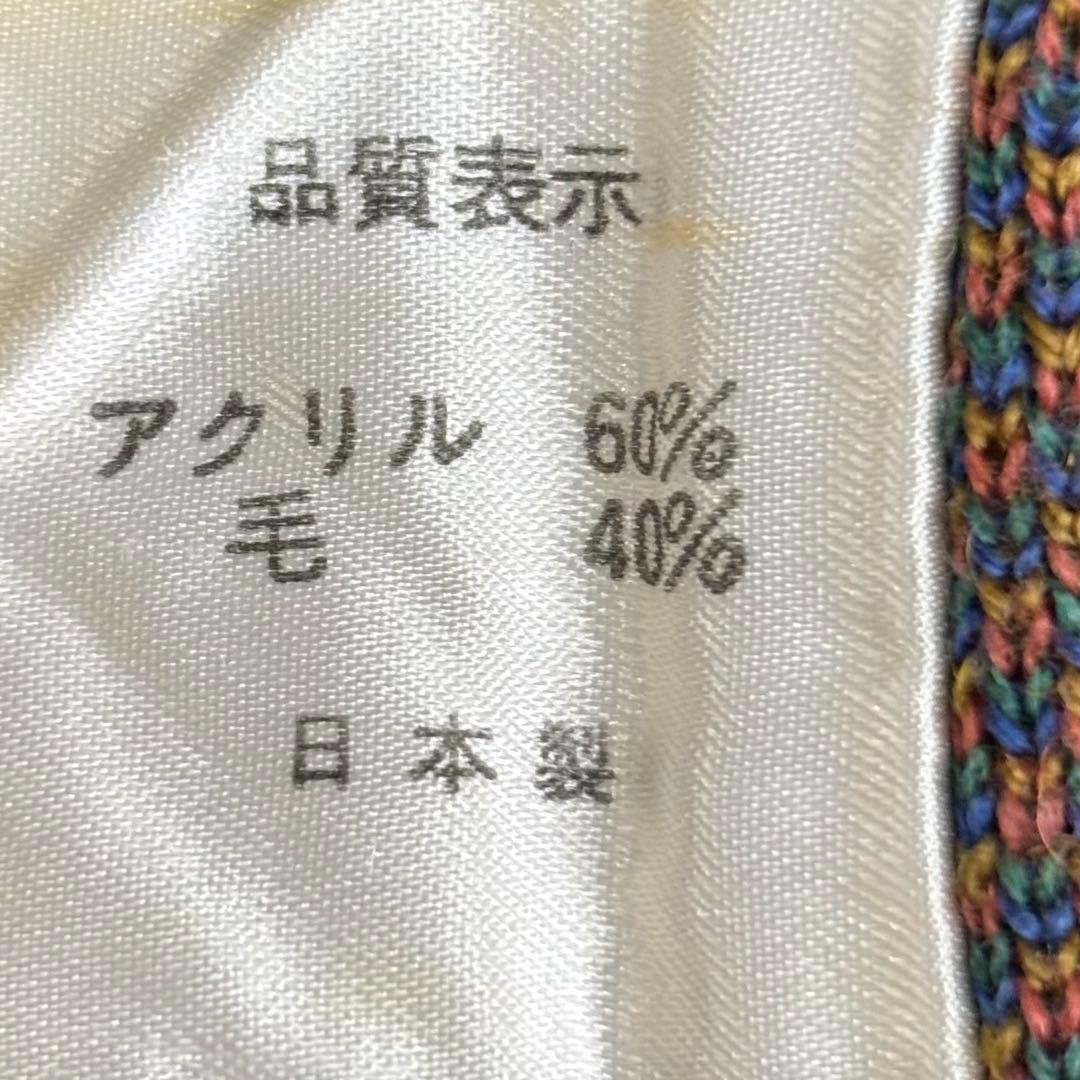 品質表示
アクリル 60%
毛 40%
日本製